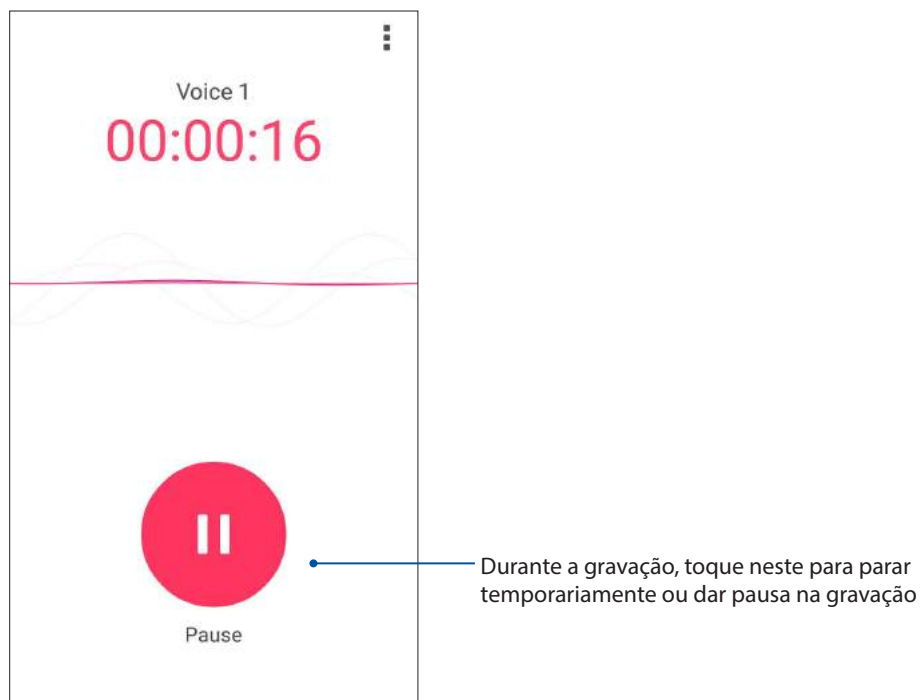 Voice 1
00:00:16
Durante a gravação, toque neste para parar
temporariamente ou dar pausa na gravação
Pause